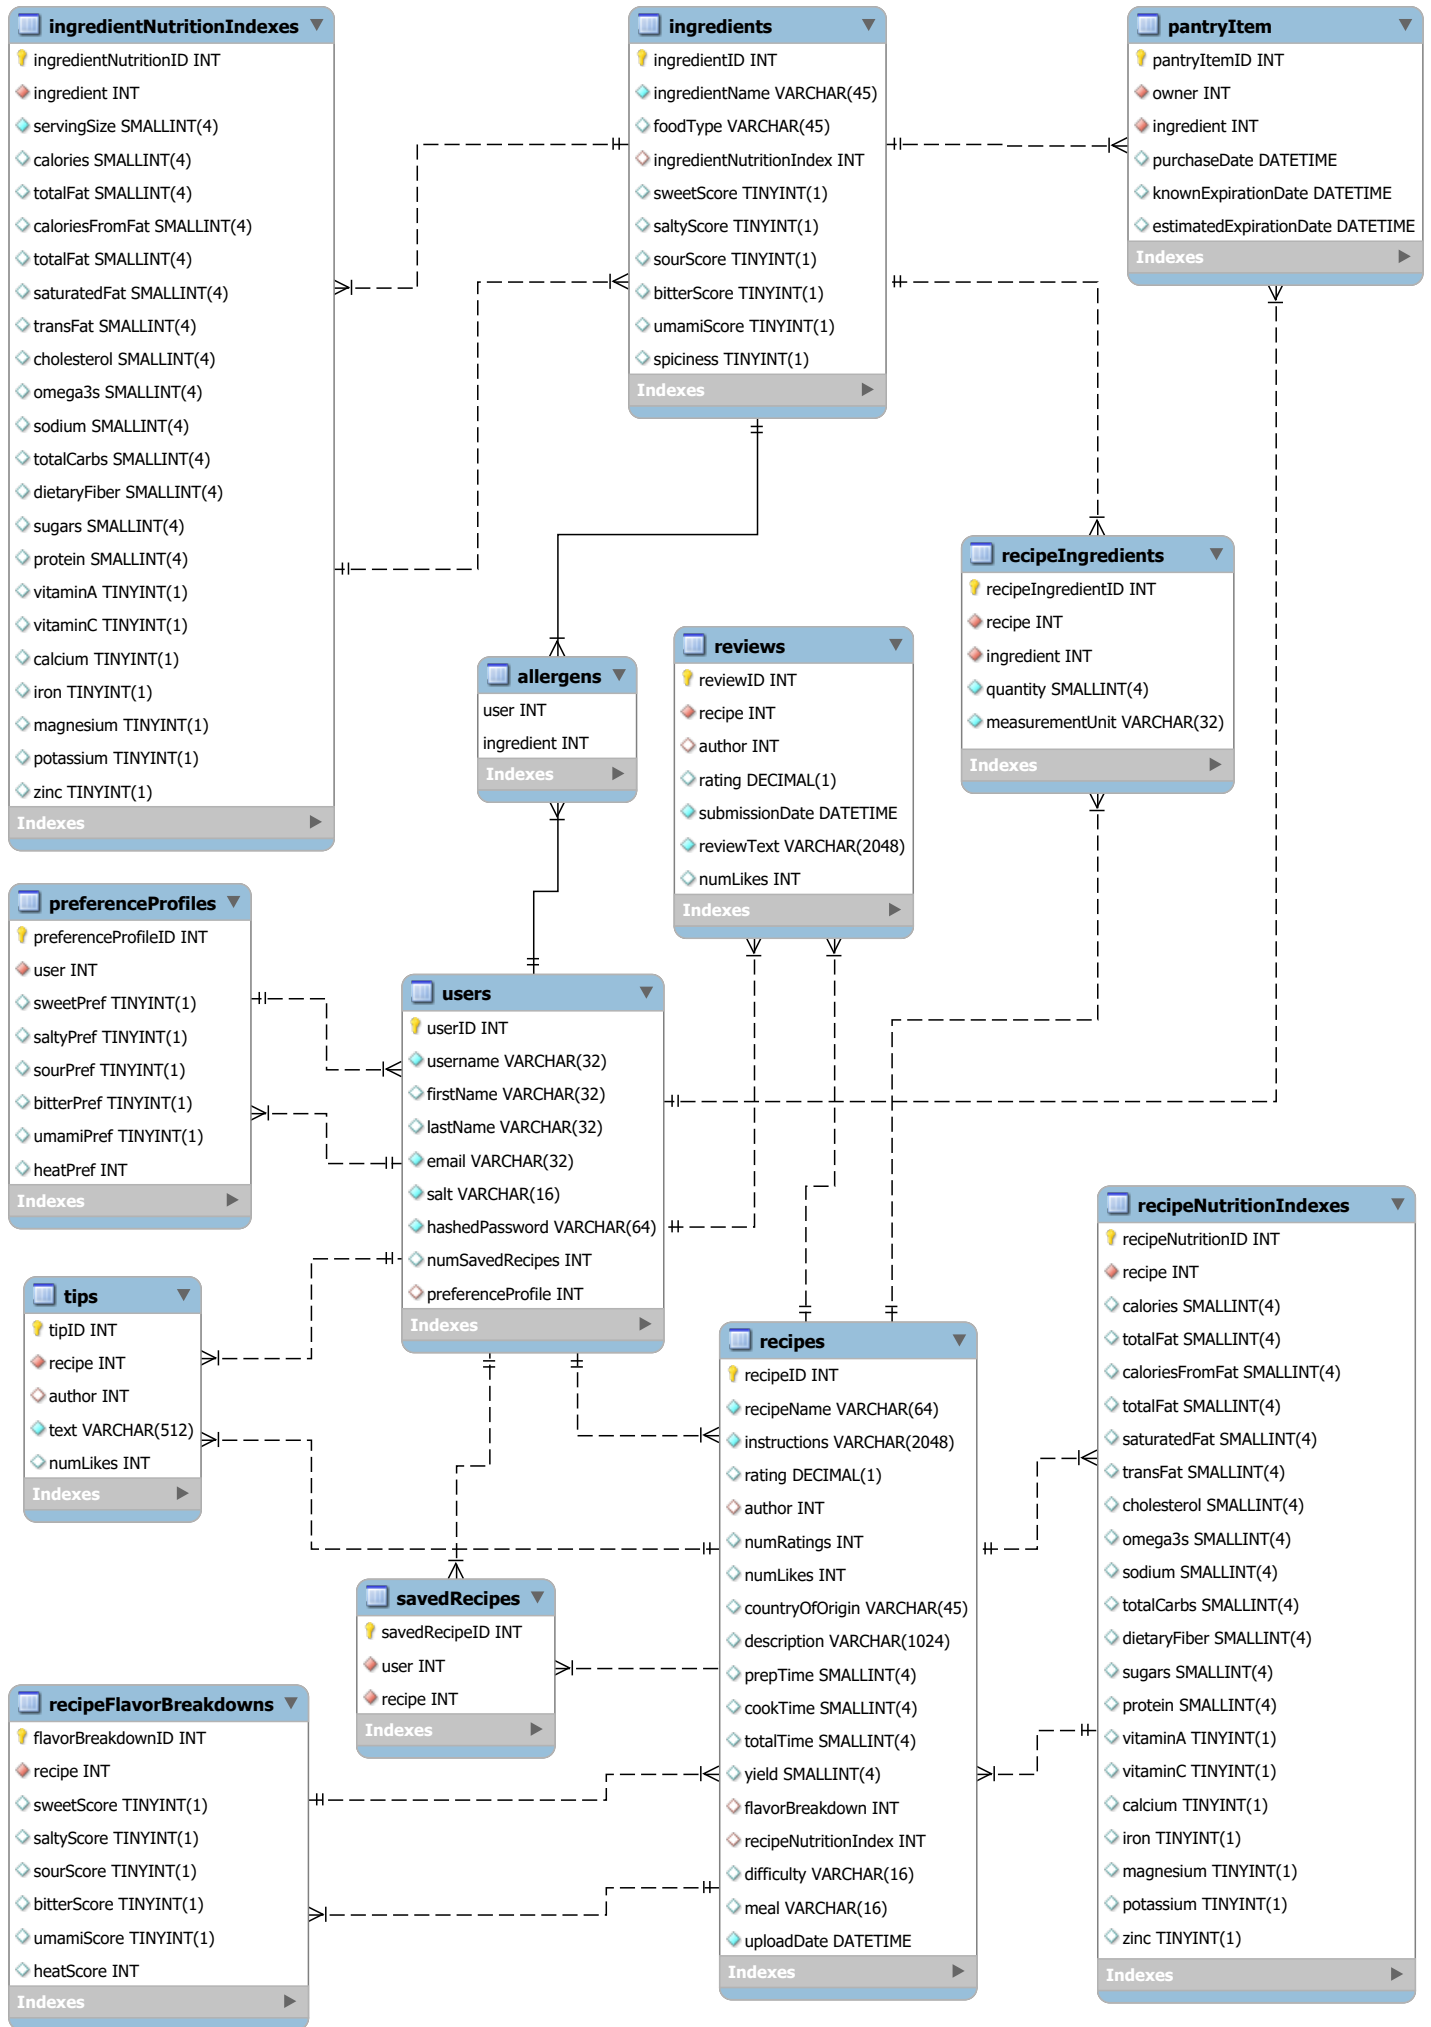 ingredientNutritionIndexes
ingredientNutritionID INT
ingredient INT
servingSize SMALLINT(4)
calories SMALLINT(4)
totalFat SMALLINT(4)
caloriesFromFat SMALLINT(4)
totalFat SMALLINT(4)
saturatedFat SMALLINT(4)
transFat SMALLINT(4)
cholesterol SMALLINT(4)
omega3s SMALLINT(4)
sodium SMALLINT(4)
totalCarbs SMALLINT(4)
dietaryFiber SMALLINT(4)
sugars SMALLINT(4)
protein SMALLINT(4)
vitaminA TINYINT(1)
vitaminC TINYINT(1)
calcium TINYINT(1)
iron TINYINT(1)
magnesium TINYINT(1)
potassium TINYINT(1)
zinc TINYINT(1)
Indexes
ingredients
ingredientID INT
ingredientName VARCHAR(45)
foodType VARCHAR(45)
ingredientNutritionIndex INT
sweetScore TINYINT(1)
saltyScore TINYINT(1)
sourScore TINYINT(1)
bitterScore TINYINT(1)
umamiScore TINYINT(1)
spiciness TINYINT(1)
Indexes
pantryItem
pantryItemID INT
owner INT
ingredient INT
purchaseDate DATETIME
knownExpirationDate DATETIME
estimatedExpirationDate DATETIME
Indexes
recipeIngredients
recipeIngredientID INT
recipe INT
ingredient INT
quantity SMALLINT(4)
measurementUnit VARCHAR(32)
Indexes
allergens
user INT
ingredient INT
Indexes
reviews
reviewID INT
recipe INT
author INT
rating DECIMAL(1)
submissionDate DATETIME
reviewText VARCHAR(2048)
numLikes INT
Indexes
preferenceProfiles
preferenceProfileID INT
user INT
sweetPref TINYINT(1)
saltyPref TINYINT(1)
sourPref TINYINT(1)
bitterPref TINYINT(1)
umamiPref TINYINT(1)
heatPref INT
Indexes
users
userID INT
username VARCHAR(32)
firstName VARCHAR(32)
lastName VARCHAR(32)
email VARCHAR(32)
salt VARCHAR(16)
hashedPassword VARCHAR(64)
numSavedRecipes INT
preferenceProfile INT
Indexes
tips
tipID INT
recipe INT
author INT
text VARCHAR(512)
numLikes INT
Indexes
recipes
recipeID INT
recipeName VARCHAR(64)
instructions VARCHAR(2048)
rating DECIMAL(1)
author INT
numRatings INT
numLikes INT
countryOfOrigin VARCHAR(45)
description VARCHAR(1024)
prepTime SMALLINT(4)
cookTime SMALLINT(4)
totalTime SMALLINT(4)
yield SMALLINT(4)
flavorBreakdown INT
recipeNutritionIndex INT
difficulty VARCHAR(16)
meal VARCHAR(16)
uploadDate DATETIME
Indexes
recipeNutritionIndexes
recipeNutritionID INT
recipe INT
calories SMALLINT(4)
totalFat SMALLINT(4)
caloriesFromFat SMALLINT(4)
totalFat SMALLINT(4)
saturatedFat SMALLINT(4)
transFat SMALLINT(4)
cholesterol SMALLINT(4)
omega3s SMALLINT(4)
sodium SMALLINT(4)
totalCarbs SMALLINT(4)
dietaryFiber SMALLINT(4)
sugars SMALLINT(4)
protein SMALLINT(4)
vitaminA TINYINT(1)
vitaminC TINYINT(1)
calcium TINYINT(1)
iron TINYINT(1)
magnesium TINYINT(1)
potassium TINYINT(1)
zinc TINYINT(1)
Indexes
savedRecipes
savedRecipeID INT
user INT
recipe INT
Indexes
recipeFlavorBreakdowns
flavorBreakdownID INT
recipe INT
sweetScore TINYINT(1)
saltyScore TINYINT(1)
sourScore TINYINT(1)
bitterScore TINYINT(1)
umamiScore TINYINT(1)
heatScore INT
Indexes